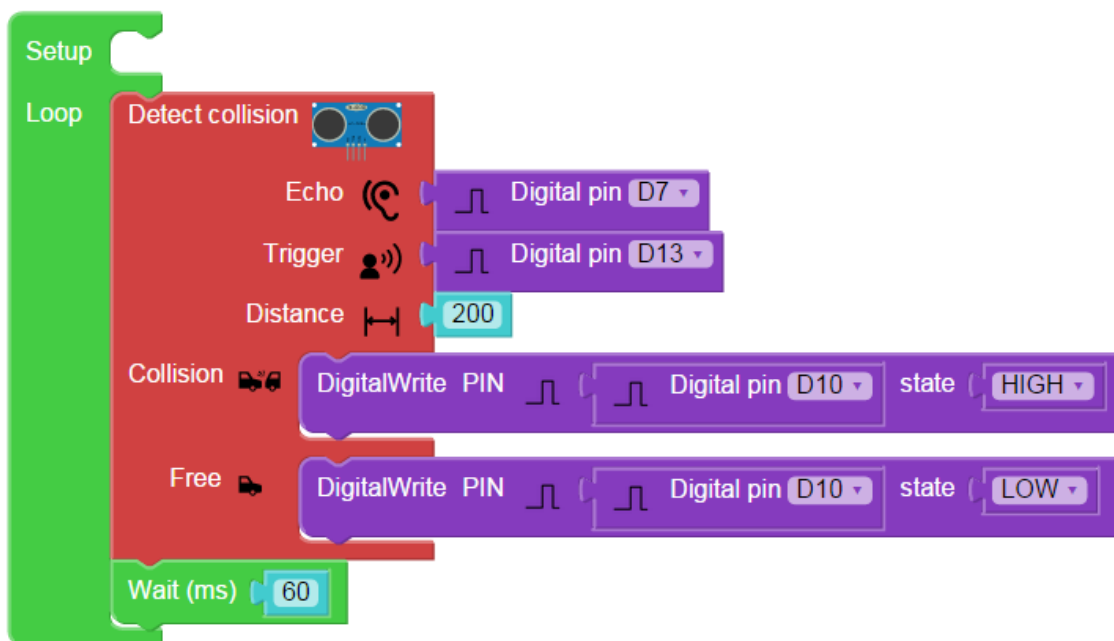 Setup
Loop
Detect collision
Echo Digital pin D7
Trigger Digital pin D13
Distance 200
Collision DigitalWrite PIN Digital pin D10 state HIGH
Free DigitalWrite PIN Digital pin D10 state LOW
Wait (ms) 60